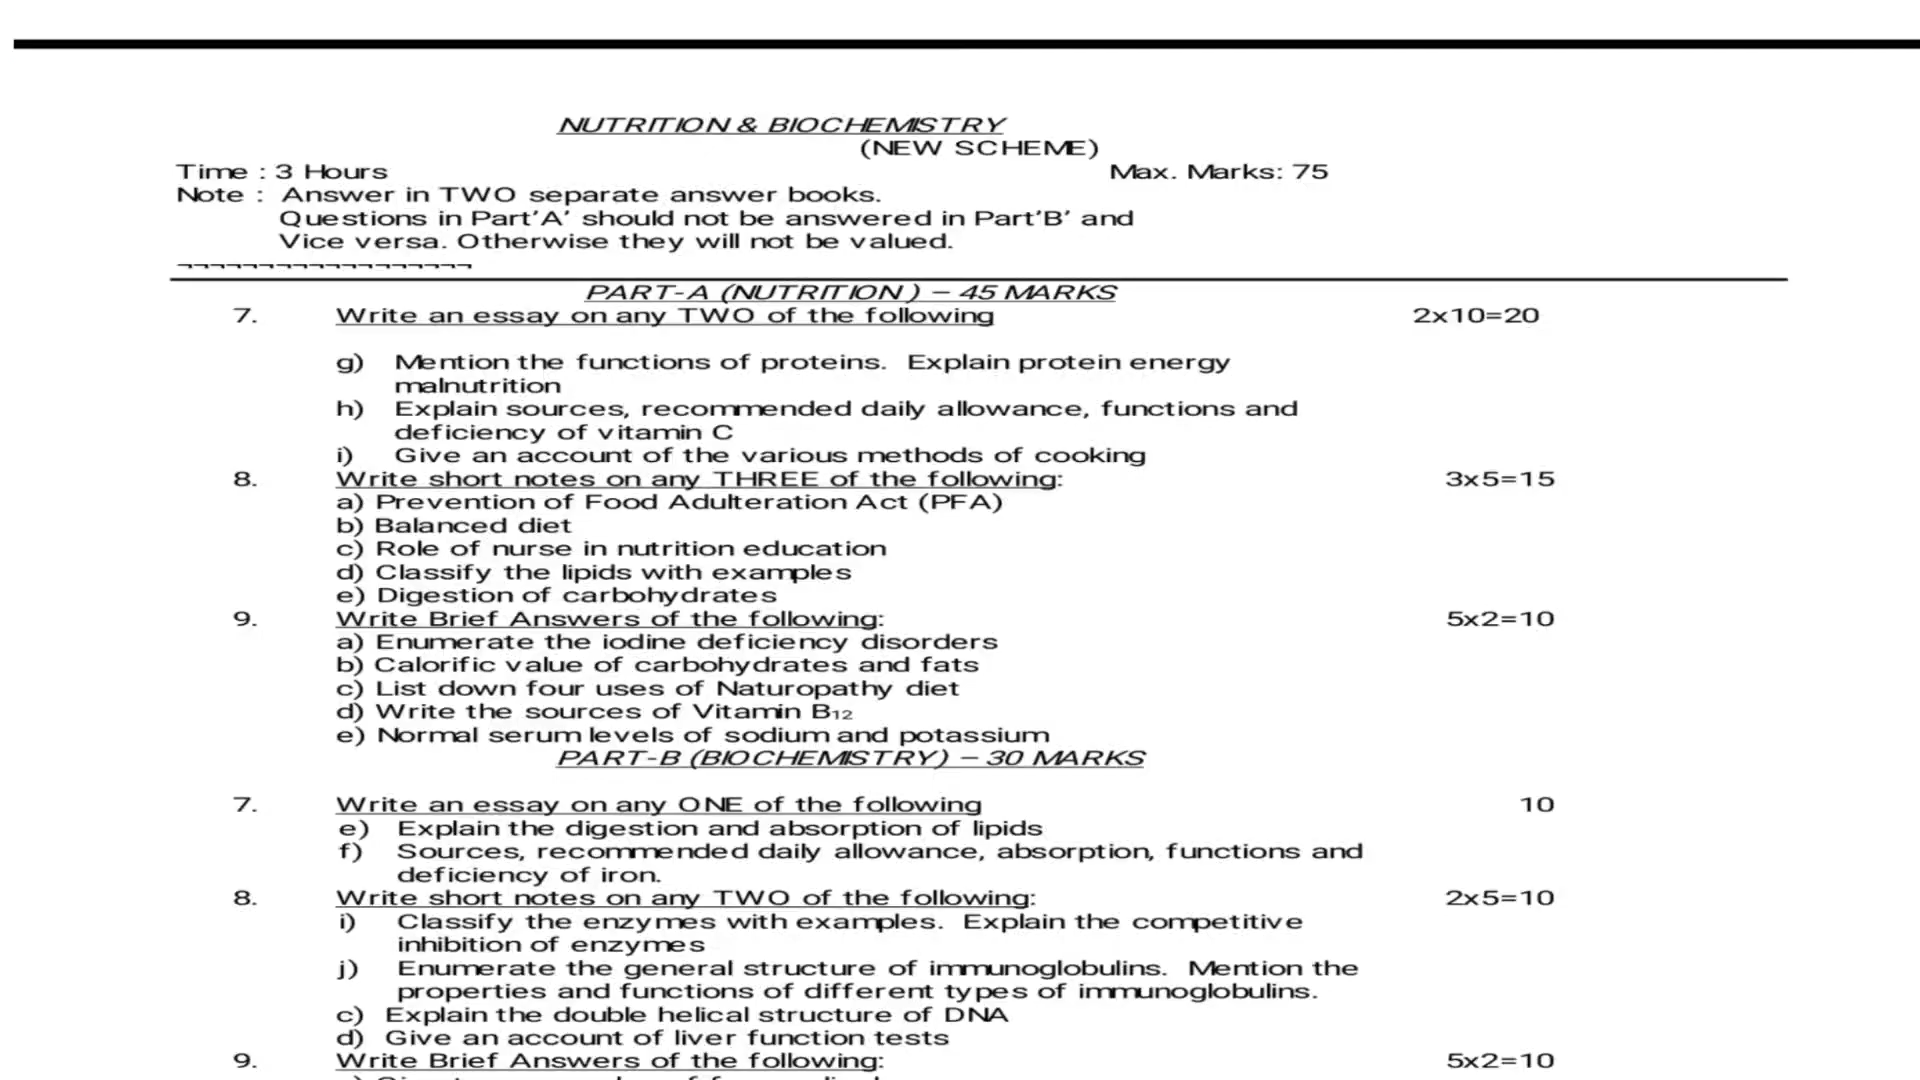 NUTRITION & BIOCHEMISTRY
(NEW SCHEME)
Time : 3 Hours Max. Marks: 75
Note : Answer in TWO separate answer books.
Questions in Part’A’ should not be answered in Part’B’ and
Vice versa. Otherwise they will not be valued.
¬¬¬¬¬¬¬¬¬¬¬¬¬¬¬¬¬¬
PART-A (NUTRITION ) – 45 MARKS
7. Write an essay on any TWO of the following 2x10=20
g) Mention the functions of proteins. Explain protein energy
malnutrition
h) Explain sources, recommended daily allowance, functions and
deficiency of vitamin C
i) Give an account of the various methods of cooking
8. Write short notes on any THREE of the following: 3x5=15
a) Prevention of Food Adulteration Act (PFA)
b) Balanced diet
c) Role of nurse in nutrition education
d) Classify the lipids with examples
e) Digestion of carbohydrates
9. Write Brief Answers of the following: 5x2=10
a) Enumerate the iodine deficiency disorders
b) Calorific value of carbohydrates and fats
c) List down four uses of Naturopathy diet
d) Write the sources of Vitamin B₁₂
e) Normal serum levels of sodium and potassium
PART-B (BIOCHEMISTRY) – 30 MARKS
7. Write an essay on any ONE of the following 10
e) Explain the digestion and absorption of lipids
f) Sources, recommended daily allowance, absorption, functions and
deficiency of iron.
8. Write short notes on any TWO of the following: 2x5=10
i) Classify the enzymes with examples. Explain the competitive
inhibition of enzymes
j) Enumerate the general structure of immunoglobulins. Mention the
properties and functions of different types of immunoglobulins.
c) Explain the double helical structure of DNA
d) Give an account of liver function tests
9. Write Brief Answers of the following: 5x2=10